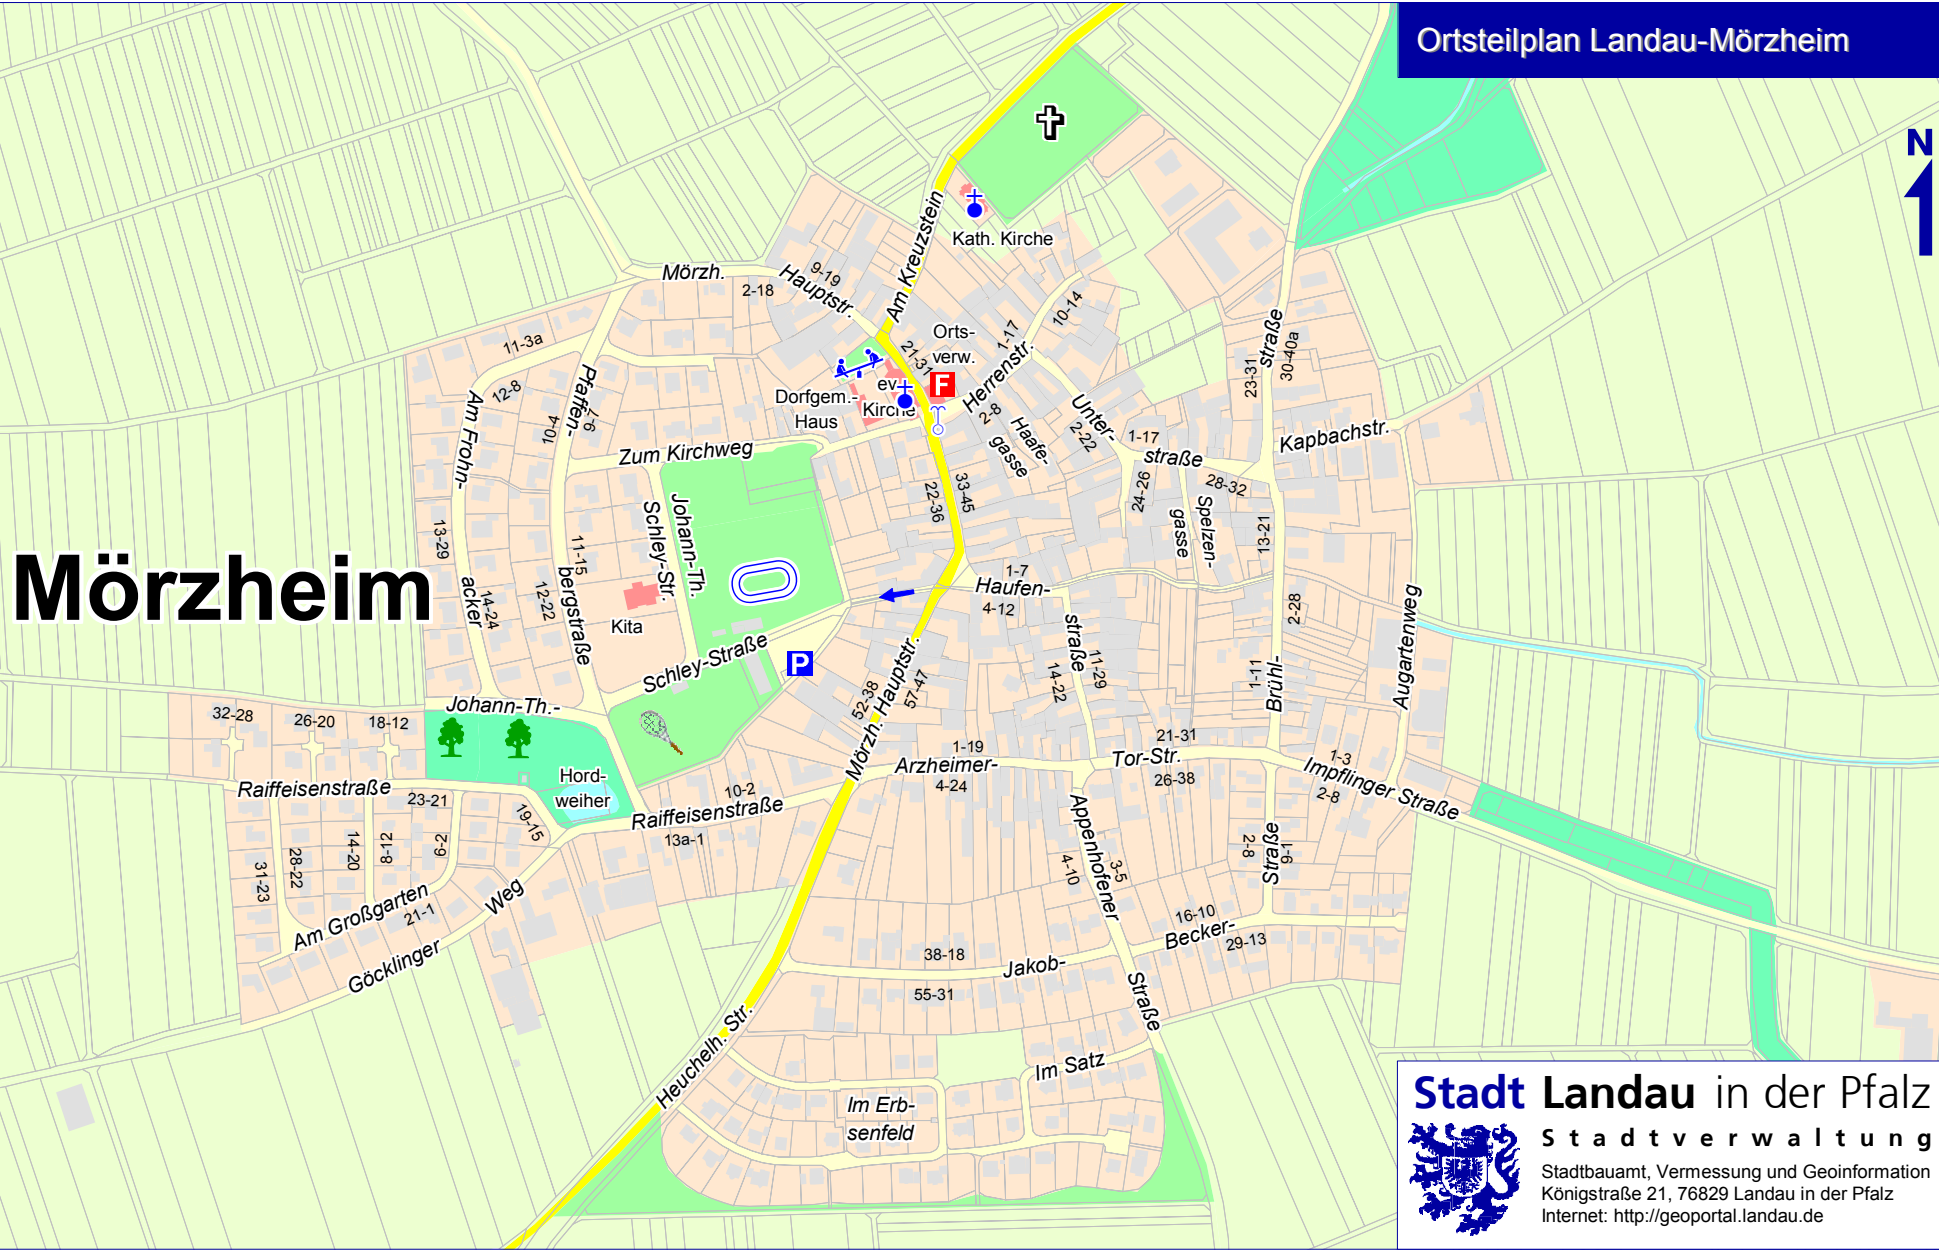 Ortsteilplan Landau-Mörzheim
N
Kath. Kirche
Am Kreuzstein
Mörzh.
Hauptstr.
9-19
2-18
10-14
1-17
Orts-
verw.
21-31
F
Herrenstr.
2-8
Haafe-
gasse
ev
Kirche
Dorfgem.-
Haus
11-3a
12-8
Am Frohn-
acker
10-4
Pfaffen-
9-7
bergstraße
Zum Kirchweg
Unter-
straße
2-22
1-17
24-26
28-32
Spelzen-
gasse
23-31
straße
30-40a
Kapbachstr.
13-21
22-36
33-45
Johann-Th.
Schley-Str.
13-29
14-24
11-15
12-22
Mörzheim
Kita
1-7
Haufen-
4-12
straße
11-29
14-22
2-28
1-11
Brühl-
Augartenweg
Schley-Straße
P
52-38
Mörzh. Hauptstr.
57-47
Johann-Th.-
32-28
26-20
18-12
Raiffeisenstraße
23-21
19-15
Hord-
weiher
10-2
Raiffeisenstraße
13a-1
1-19
Arzheimer-
4-24
21-31
Tor-Str.
26-38
1-3
Impflinger Straße
2-8
31-23
28-22
14-20
8-12
6-2
Am Großgarten
21-1
Göcklinger
Weg
Appenhofener
4-10
3-5
Straße
2-8
Straße
9-1
16-10
Becker-
29-13
38-18
Jakob-
55-31
Heuchelh. Str.
Im Satz
Im Erb-
senfeld
Stadt Landau in der Pfalz
Stadtverwaltung
Stadtbauamt, Vermessung und Geoinformation
Königstraße 21, 76829 Landau in der Pfalz
Internet: http://geoportal.landau.de